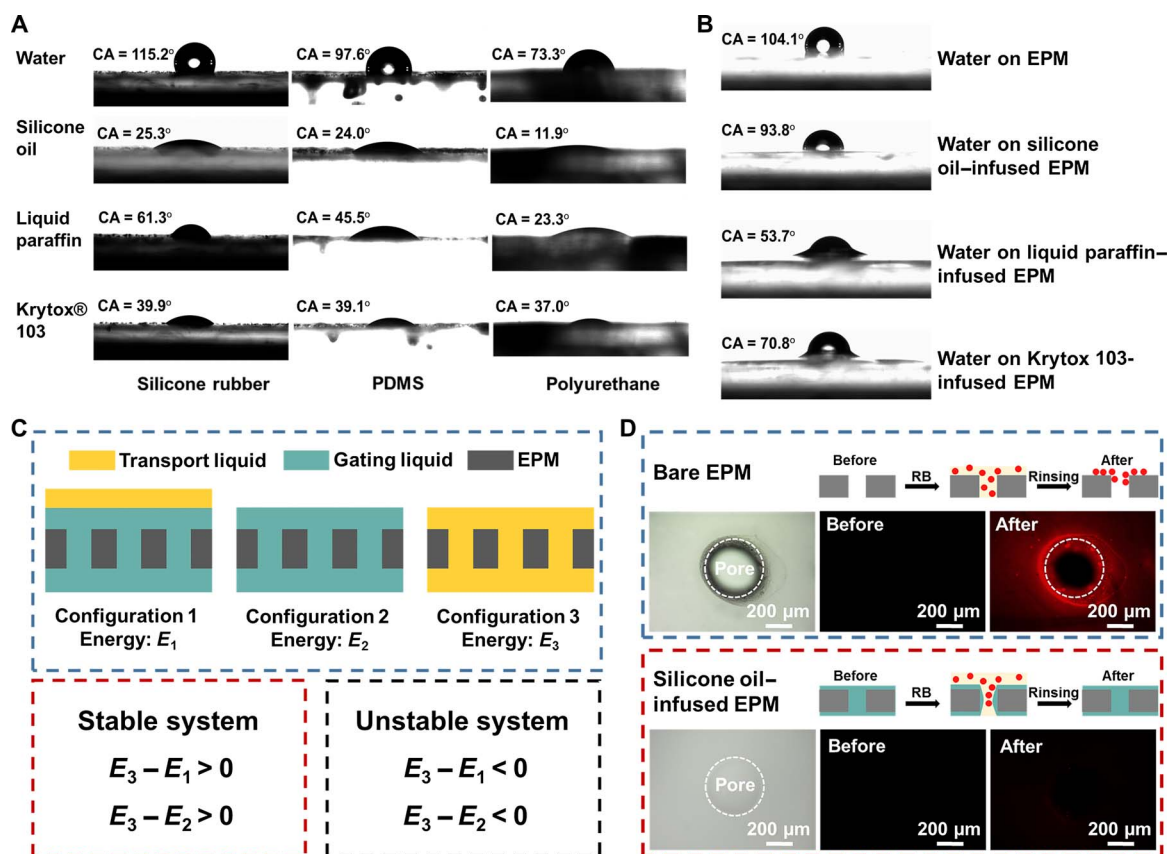 A
Water
CA = 115.2°
CA = 97.6°
CA = 73.3°
Silicone
oil
CA = 25.3°
CA = 24.0°
CA = 11.9°
Liquid
paraffin
CA = 61.3°
CA = 45.5°
CA = 23.3°
Krytox®
103
CA = 39.9°
CA = 39.1°
CA = 37.0°
Silicone rubber
PDMS
Polyurethane
B
CA = 104.1°
Water on EPM
CA = 93.8°
Water on silicone
oil–infused EPM
CA = 53.7°
Water on liquid paraffin–
infused EPM
CA = 70.8°
Water on Krytox 103-
infused EPM
C
Transport liquid
Gating liquid
EPM
Configuration 1
Energy: E₁
Configuration 2
Energy: E₂
Configuration 3
Energy: E₃
Stable system
E₃ – E₁ > 0
E₃ – E₂ > 0
Unstable system
E₃ – E₁ < 0
E₃ – E₂ < 0
D
Bare EPM
Before
RB
Rinsing
After
Pore
200 µm
Before
200 µm
After
200 µm
Silicone oil-
infused EPM
Before
RB
Rinsing
After
Pore
200 µm
Before
200 µm
After
200 µm